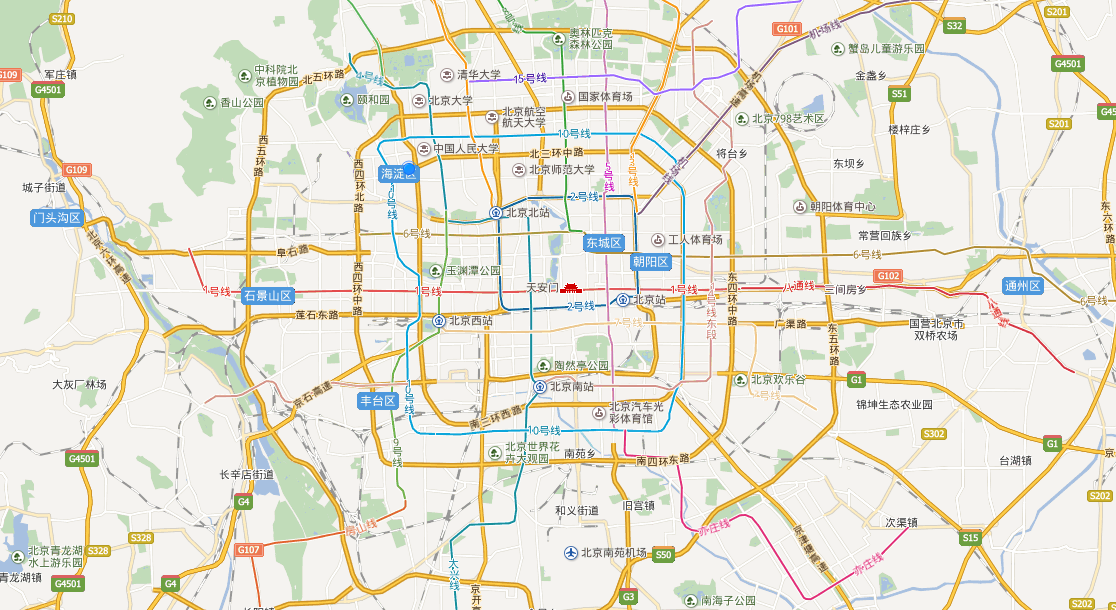 S210
G101
机场线
S32
S201
奥林匹克
森林公园
蟹岛儿童游乐园
G109
军庄镇
G4501
中科院北
京植物园
北五环路
4号线
清华大学
15号线
金盏乡
G4501
香山公园
颐和园
北京大学
国家体育场
S51
北京航空
航天大学
北京798艺术区
S201
楼梓庄乡
西五环路
10号线
中国人民大学
北三环中路
将台乡
东坝乡
G109
海淀区
北京师范大学
城子街道
西四环北路
10号线
5号线
13号线
门头沟区
2号线
北京北站
朝阳体育中心
东六环路
6号线
东城区
工人体育场
常营回族乡
6号线
北京六环高速
阜石路
朝阳区
玉渊潭公园
G102
通州区
1号线
石景山区
西四环中路
1号线
天安门
1号线
八通线
三间房乡
东四环中路
北京站
6号线
2号线
14号线东段
八通线
莲石东路
北京西站
7号线
广渠路
国营北京市
双桥农场
东五环路
陶然亭公园
大灰厂林场
京石高速
北京南站
北京欢乐谷
G1
丰台区
10号线
南三环西路
北京汽车光
彩体育馆
锦坤生态农业园
10号线
S302
G1
9号线
北京世界花
卉大观园
南苑乡
南四环东路
台湖镇
G4501
长辛店街道
G4
和义街道
旧宫镇
S202
房山线
亦庄线
次渠镇
S328
S328
G107
北京南苑机场
S50
京津塘高速
S15
亦庄线
北京青龙湖
水上游乐园
青龙湖镇
G4501
G4
大兴线
G3
南海子公园
S202